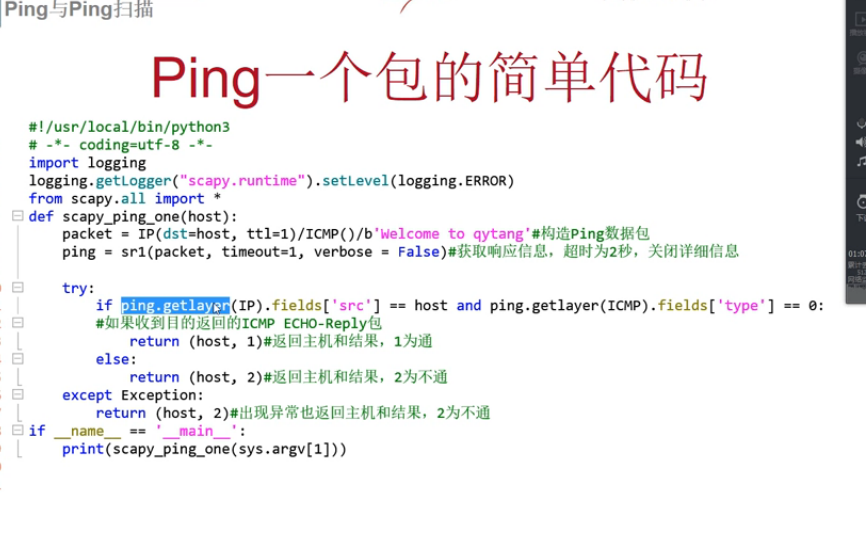 Ping与Ping扫描
Ping一个包的简单代码
#!/usr/local/bin/python3
# -*- coding=utf-8 -*-
import logging
logging.getLogger("scapy.runtime").setLevel(logging.ERROR)
from scapy.all import *
def scapy_ping_one(host):
    packet = IP(dst=host, ttl=1)/ICMP()/b'Welcome to qytang'#构造Ping数据包
    ping = sr1(packet, timeout=1, verbose = False)#获取响应信息，超时为2秒，关闭详细信息
    try:
        if ping.getlayer(IP).fields['src'] == host and ping.getlayer(ICMP).fields['type'] == 0:
        #如果收到目的返回的ICMP ECHO-Reply包
            return (host, 1)#返回主机和结果，1为通
        else:
            return (host, 2)#返回主机和结果，2为不通
    except Exception:
        return (host, 2)#出现异常也返回主机和结果，2为不通
if __name__ == '__main__':
    print(scapy_ping_one(sys.argv[1]))